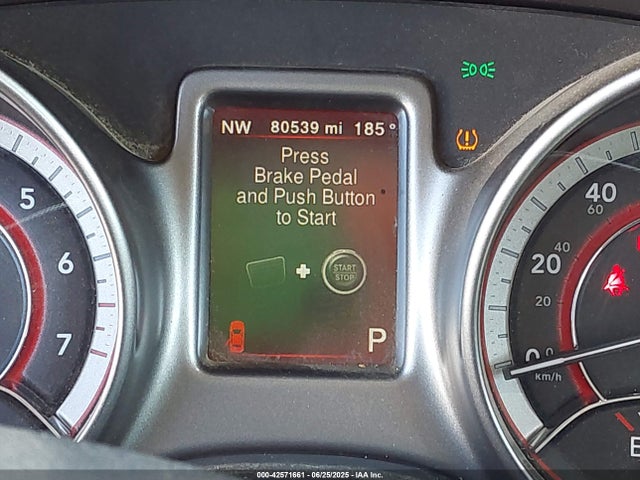 NW 80539 mi 185°
Press
Brake Pedal
and Push Button
to Start
START
STOP
P
5
6
7
40
60
40
20
20
0 0
km/h
E
000-42571661 | 06/25/2025 | IAA Inc.